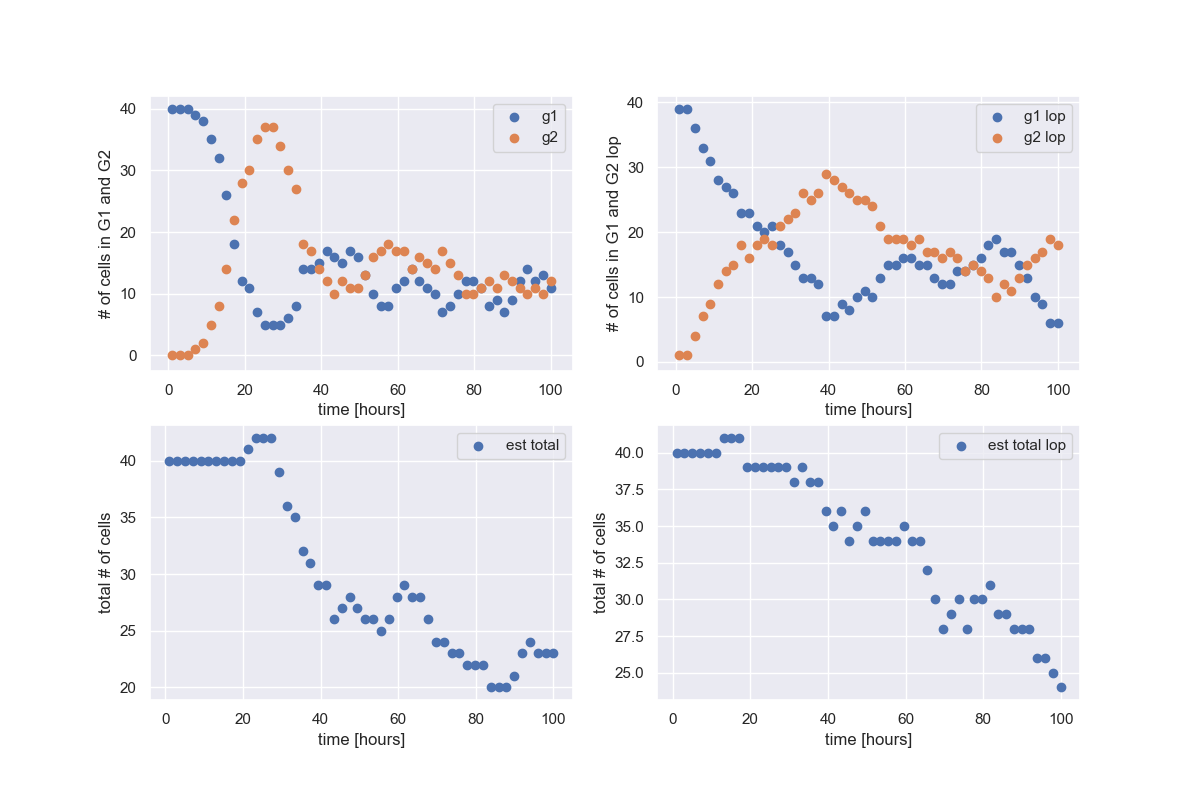 # of cells in G1 and G2
40
30
20
10
0
g1
g2
0 20 40 60 80 100
time [hours]
# of cells in G1 and G2 lop
40
30
20
10
0
g1 lop
g2 lop
0 20 40 60 80 100
time [hours]
total # of cells
40
35
30
25
20
est total
0 20 40 60 80 100
time [hours]
total # of cells
40.0
37.5
35.0
32.5
30.0
27.5
25.0
est total lop
0 20 40 60 80 100
time [hours]